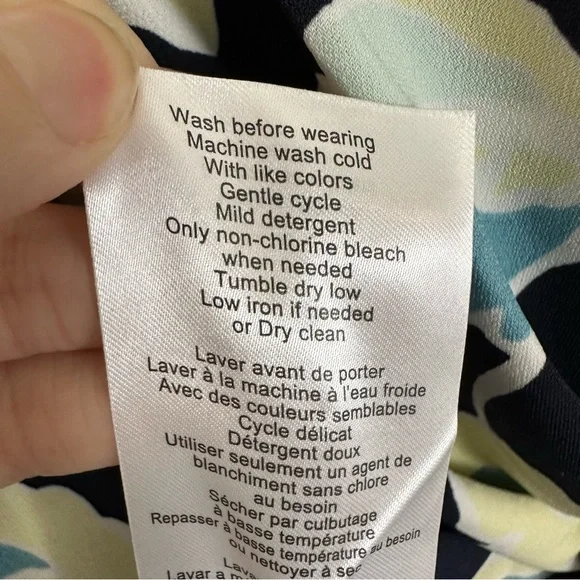 Wash before wearing
Machine wash cold
With like colors
Gentle cycle
Mild detergent
Only non-chlorine bleach
when needed
Tumble dry low
Low iron if needed
or Dry clean
Laver avant de porter
Laver à la machine à l'eau froide
Avec des couleurs semblables
Cycle délicat
Détergent doux
Utiliser seulement un agent de
blanchiment sans chlore
au besoin
Sécher par culbutage
à basse température
Repasser à basse température au besoin
ou nettoyer à sec
Lava
Lavar a m